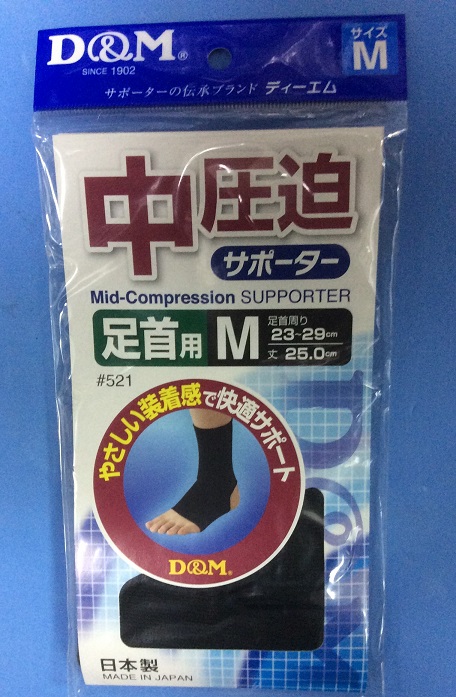 D&M®
SINCE 1902
サイズ
M
サポーターの伝承ブランド ディーエム
中圧迫
サポーター
Mid-Compression SUPPORTER
足首用 M
足首周り
23~29cm
丈 25.0cm
#521
やさしい装着感で快適サポート
D&M®
D&M
日本製
MADE IN JAPAN